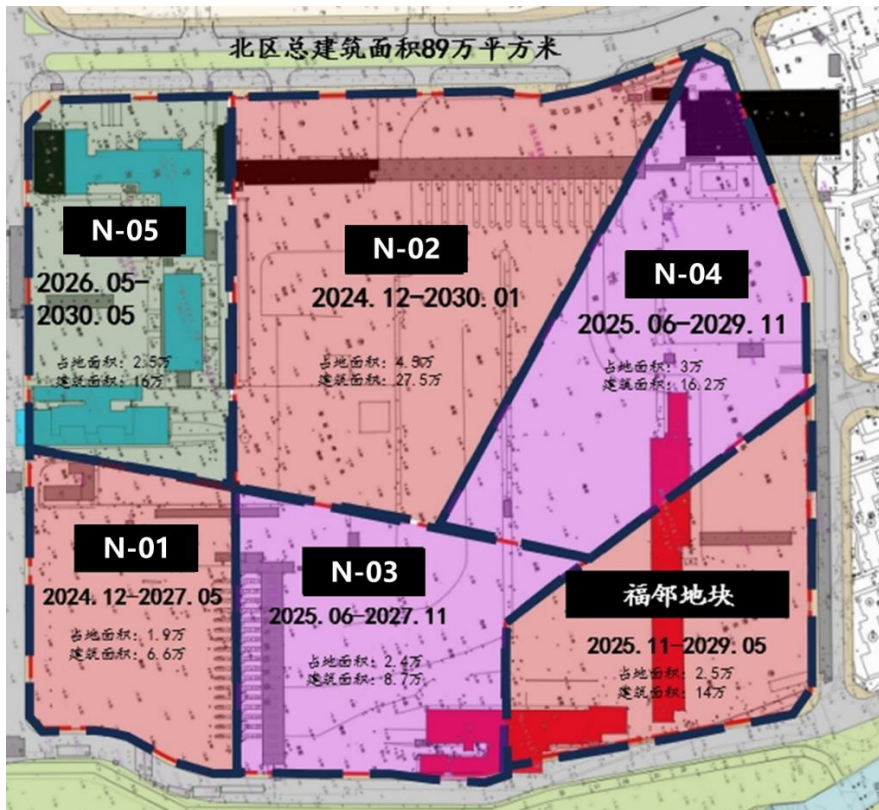 北区总建筑面积89万平方米
N-05
2026.05-
2030.05
占地面积：2.5万
建筑面积：16万
N-02
2024.12-2030.01
占地面积：4.5万
建筑面积：27.5万
N-04
2025.06-2029.11
占地面积：3万
建筑面积：16.2万
N-01
2024.12-2027.05
占地面积：1.9万
建筑面积：6.6万
N-03
2025.06-2027.11
占地面积：2.4万
建筑面积：8.7万
福邻地块
2025.11-2029.05
占地面积：2.5万
建筑面积：14万